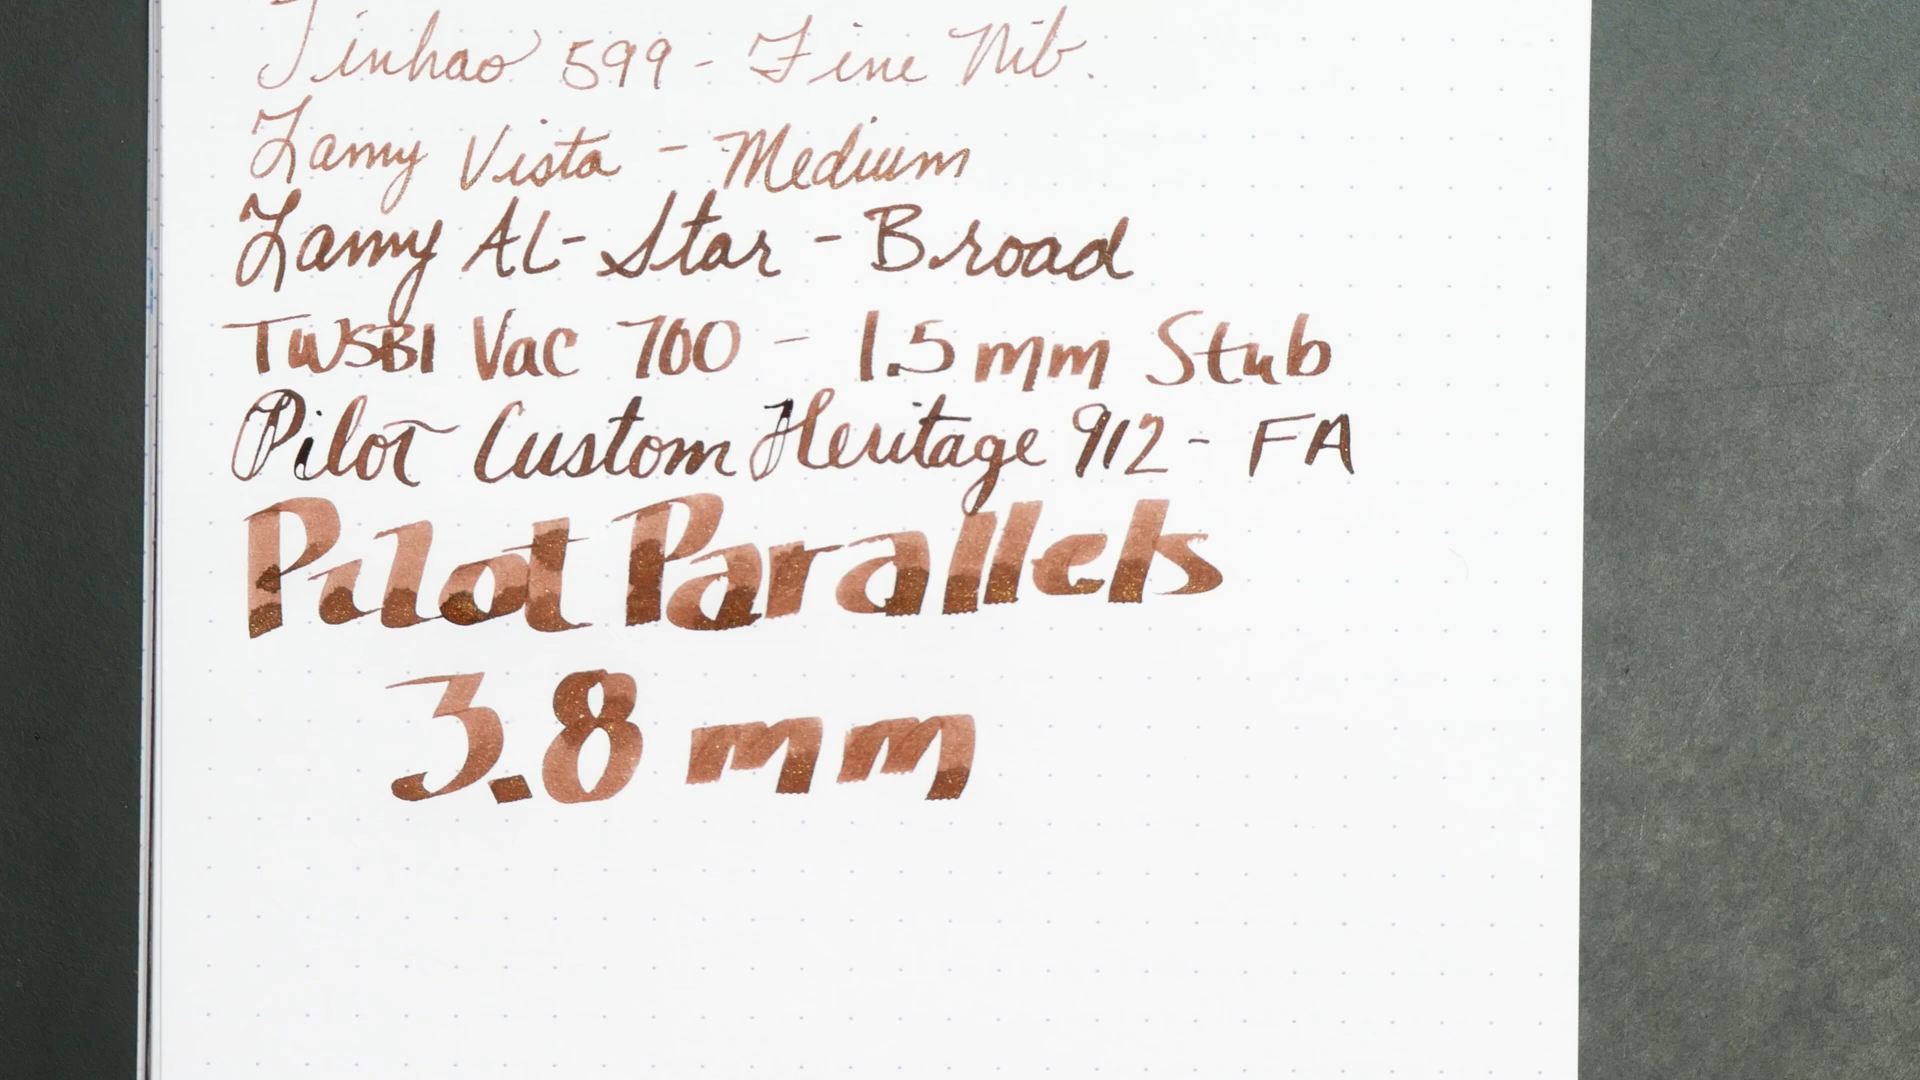 Jinhao 599 - Fine Nib.
Lamy Vista - Medium
Lamy AL-Star - Broad
TWSBI Vac 700 - 1.5mm Stub
Pilot Custom Heritage 912 - FA
Pilot Parallels
3.8 mm